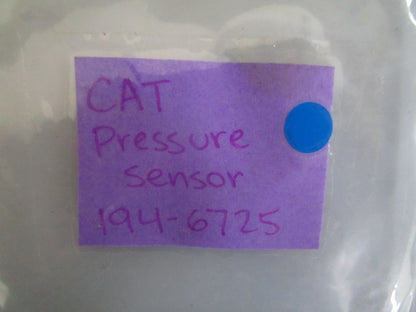 CAT
Pressure
sensor
194-6725